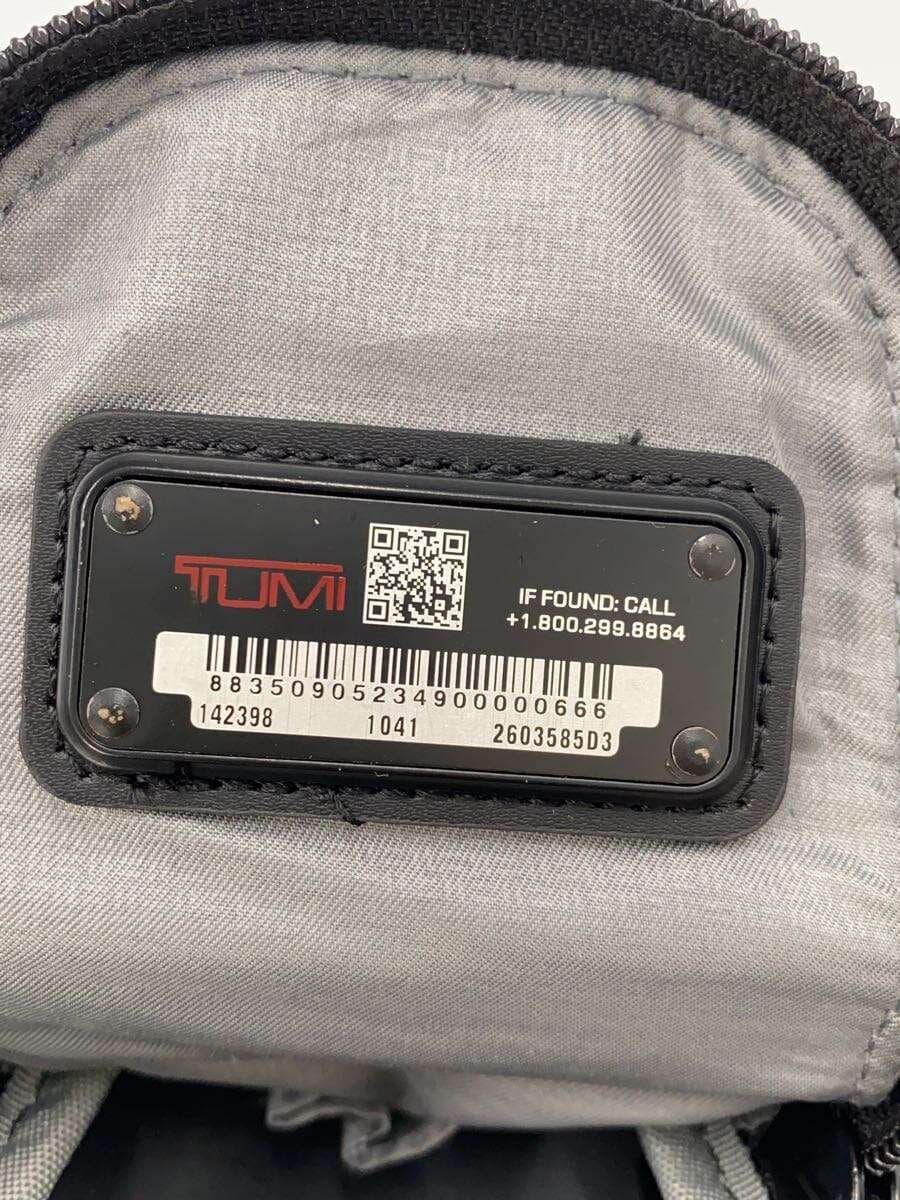 TUMI
IF FOUND: CALL
+1.800.299.8864
88350905234900000666
142398 1041 2603585D3